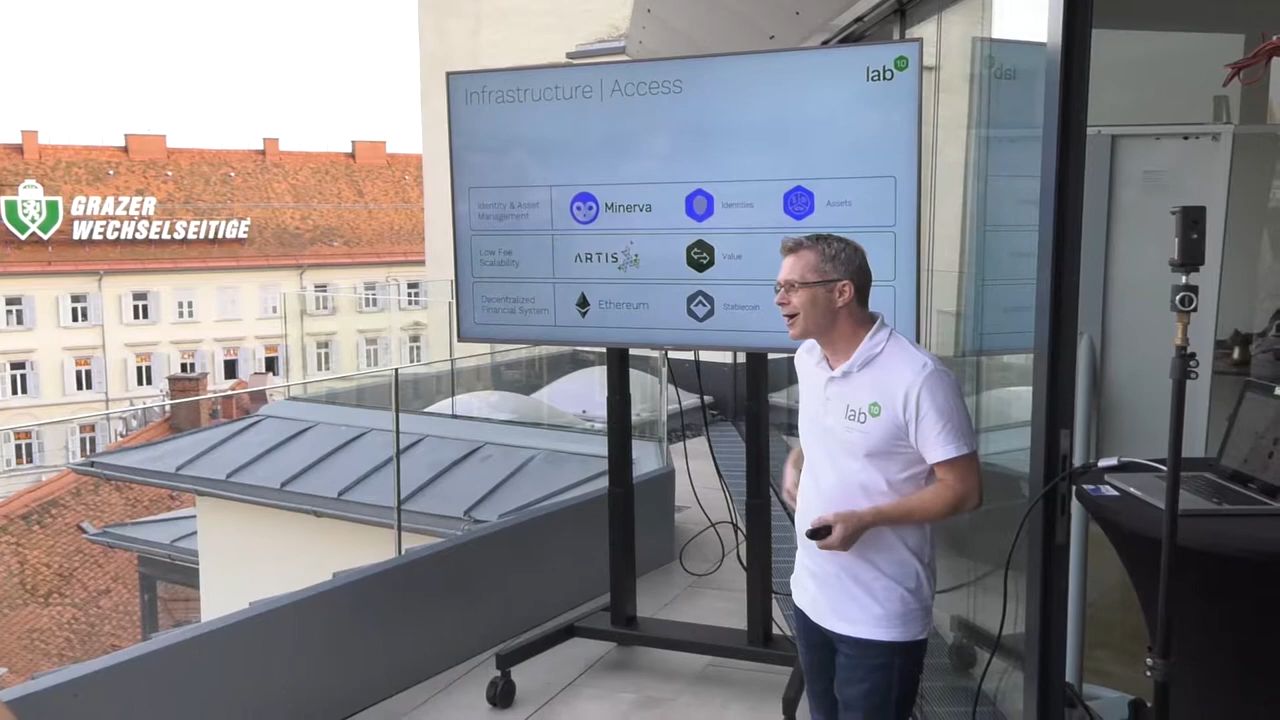 GRAZER
WECHSELSEITIGE
Infrastructure | Access
lab10
Identity & Asset
Management
Minerva
Identities
Assets
Low Fee
Scalability
ARTIS
Value
Decentralized
Financial System
Ethereum
Stablecoin
lab10